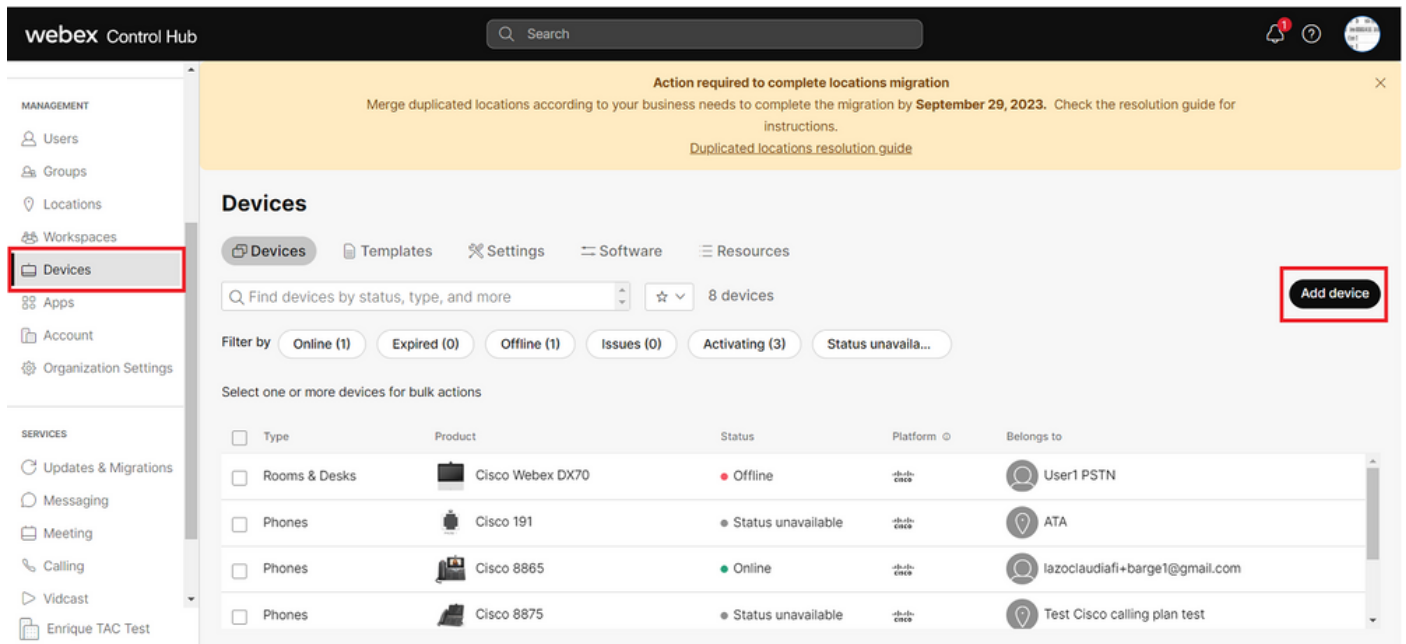 webex Control Hub
Search
1
Action required to complete locations migration
Merge duplicated locations according to your business needs to complete the migration by September 29, 2023. Check the resolution guide for
instructions.
Duplicated locations resolution guide
MANAGEMENT
Users
Groups
Locations
Workspaces
Devices
Apps
Account
Organization Settings
SERVICES
Updates & Migrations
Messaging
Meeting
Calling
Vidcast
Enrique TAC Test
Devices
Devices Templates Settings Software Resources
Find devices by status, type, and more 8 devices
Add device
Filter by Online (1) Expired (0) Offline (1) Issues (0) Activating (3) Status unavaila...
Select one or more devices for bulk actions
Type Product Status Platform Belongs to
Rooms & Desks Cisco Webex DX70 Offline cisco User1 PSTN
Phones Cisco 191 Status unavailable cisco ATA
Phones Cisco 8865 Online cisco lazoclaudiafi+barge1@gmail.com
Phones Cisco 8875 Status unavailable cisco Test Cisco calling plan test